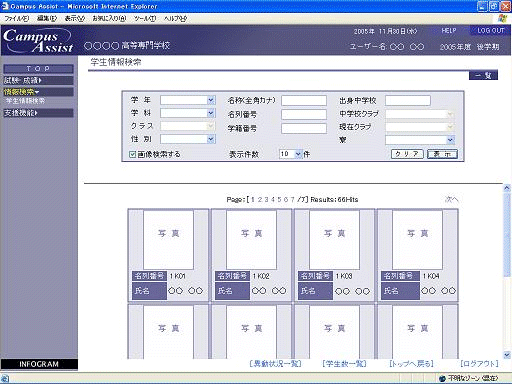 Campus Assist - Microsoft Internet Explorer
ファイル(F) 編集(E) 表示(V) お気に入り(A) ツール(T) ヘルプ(H)
Campus Assist
2005年 11月30日(水) HELP LOG OUT
○○○○高等専門学校
ユーザー名:○○ ○○ 2005年度 後学期
TOP
試験・成績
情報検索
学生情報検索
支援機能
学生情報検索
一覧
学年 名称(全角カナ) 出身中学校
学科 名列番号 中学校クラブ
クラス 学籍番号 現在クラブ
性別 寮
画像検索する 表示件数 10 件 クリア 表示
Page:[ 1 2 3 4 5 6 7 /7] Results:66Hits 次へ
写真 写真 写真 写真
名列番号 1K01 名列番号 1K02 名列番号 1K03 名列番号 1K04
氏名 ○○ ○○ 氏名 ○○ ○○ 氏名 ○○ ○○ 氏名 ○○ ○○
写真 写真 写真 写真
INFOGRAM
[異動状況一覧] [学生数一覧] [トップへ戻る] [ログアウト]
不明なゾーン (混在)